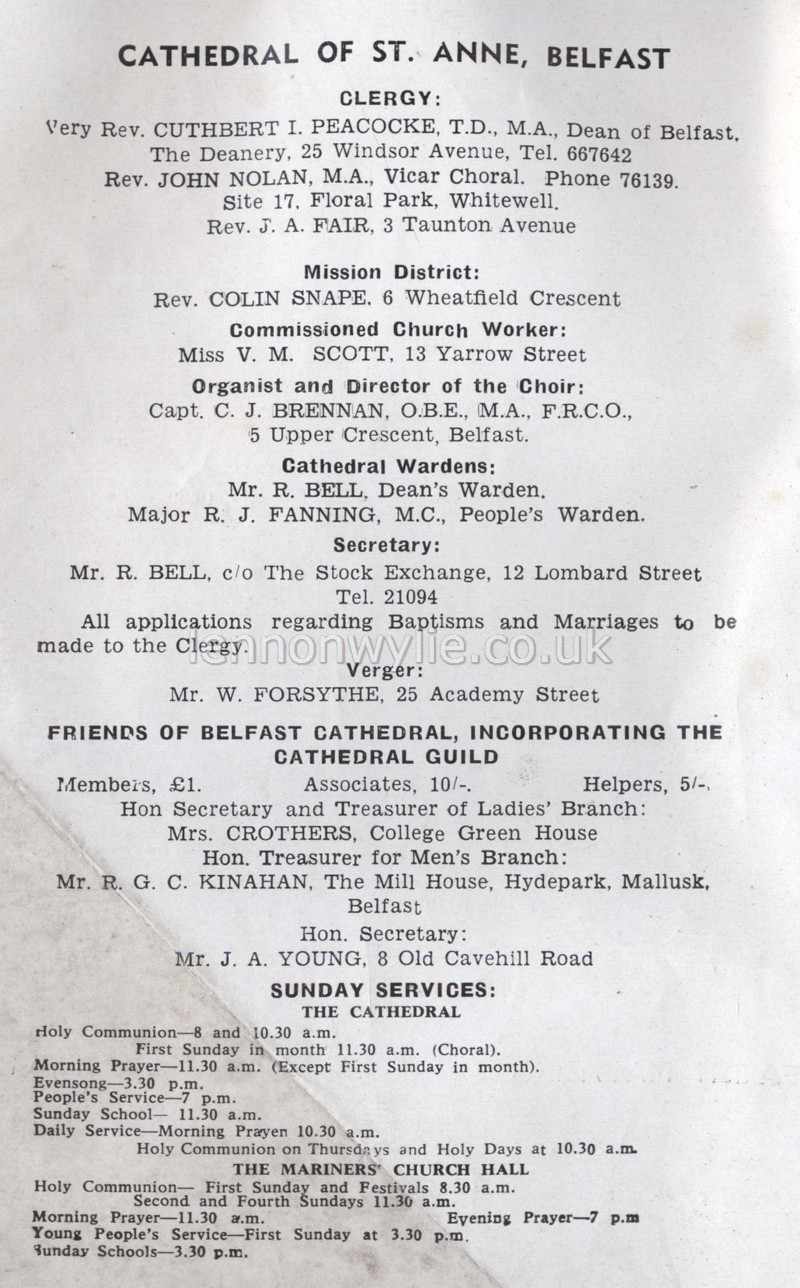 CATHEDRAL OF ST. ANNE, BELFAST
CLERGY:
Very Rev. CUTHBERT I. PEACOCKE, T.D., M.A., Dean of Belfast,
The Deanery, 25 Windsor Avenue, Tel. 667642
Rev. JOHN NOLAN, M.A., Vicar Choral. Phone 76139.
Site 17, Floral Park, Whitewell.
Rev. J. A. FAIR, 3 Taunton Avenue
Mission District:
Rev. COLIN SNAPE. 6 Wheatfield Crescent
Commissioned Church Worker:
Miss V. M. SCOTT, 13 Yarrow Street
Organist and Director of the Choir:
Capt. C. J. BRENNAN, O.B.E., M.A., F.R.C.O.,
5 Upper Crescent, Belfast.
Cathedral Wardens:
Mr. R. BELL, Dean's Warden.
Major R. J. FANNING, M.C., People's Warden.
Secretary:
Mr. R. BELL, c/o The Stock Exchange, 12 Lombard Street
Tel. 21094
All applications regarding Baptisms and Marriages to be
made to the Clergy.
lennonwylie.co.uk
Verger:
Mr. W. FORSYTHE, 25 Academy Street
FRIENDS OF BELFAST CATHEDRAL, INCORPORATING THE
CATHEDRAL GUILD
Members, £1. Associates, 10/-. Helpers, 5/-.
Hon Secretary and Treasurer of Ladies' Branch:
Mrs. CROTHERS, College Green House
Hon. Treasurer for Men's Branch:
Mr. R. G. C. KINAHAN, The Mill House, Hydepark, Mallusk,
Belfast
Hon. Secretary:
Mr. J. A. YOUNG, 8 Old Cavehill Road
SUNDAY SERVICES:
THE CATHEDRAL
Holy Communion—8 and 10.30 a.m.
First Sunday in month 11.30 a.m. (Choral).
Morning Prayer—11.30 a.m. (Except First Sunday in month).
Evensong—3.30 p.m.
People's Service—7 p.m.
Sunday School— 11.30 a.m.
Daily Service—Morning Prayer 10.30 a.m.
Holy Communion on Thursdays and Holy Days at 10.30 a.m.
THE MARINERS' CHURCH HALL
Holy Communion— First Sunday and Festivals 8.30 a.m.
Second and Fourth Sundays 11.30 a.m.
Morning Prayer—11.30 a.m. Evening Prayer—7 p.m
Young People's Service—First Sunday at 3.30 p.m.
Sunday Schools—3.30 p.m.